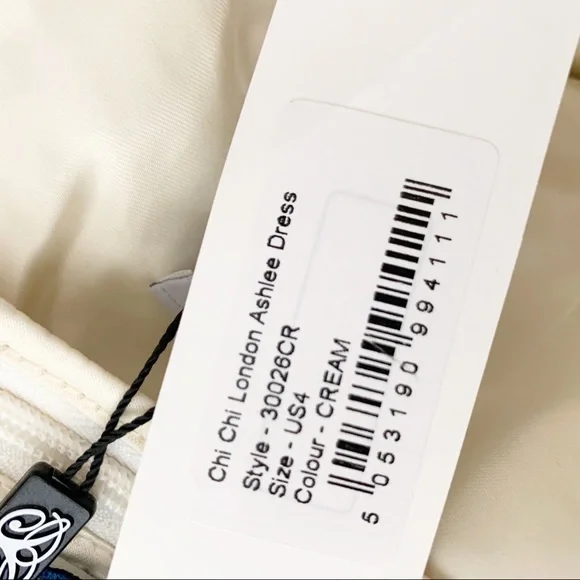 Chi Chi London Ashlee Dress
Style - 30026CR
Size - US4
Colour - CREAM
5 053190 994111